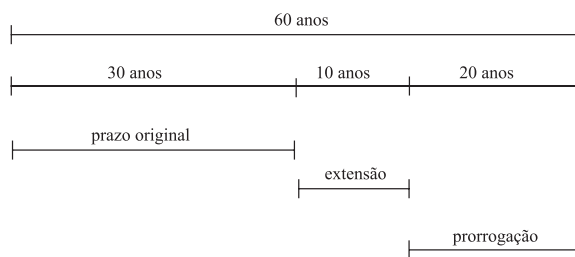 60 anos
30 anos 10 anos 20 anos
prazo original
extensão
prorrogação